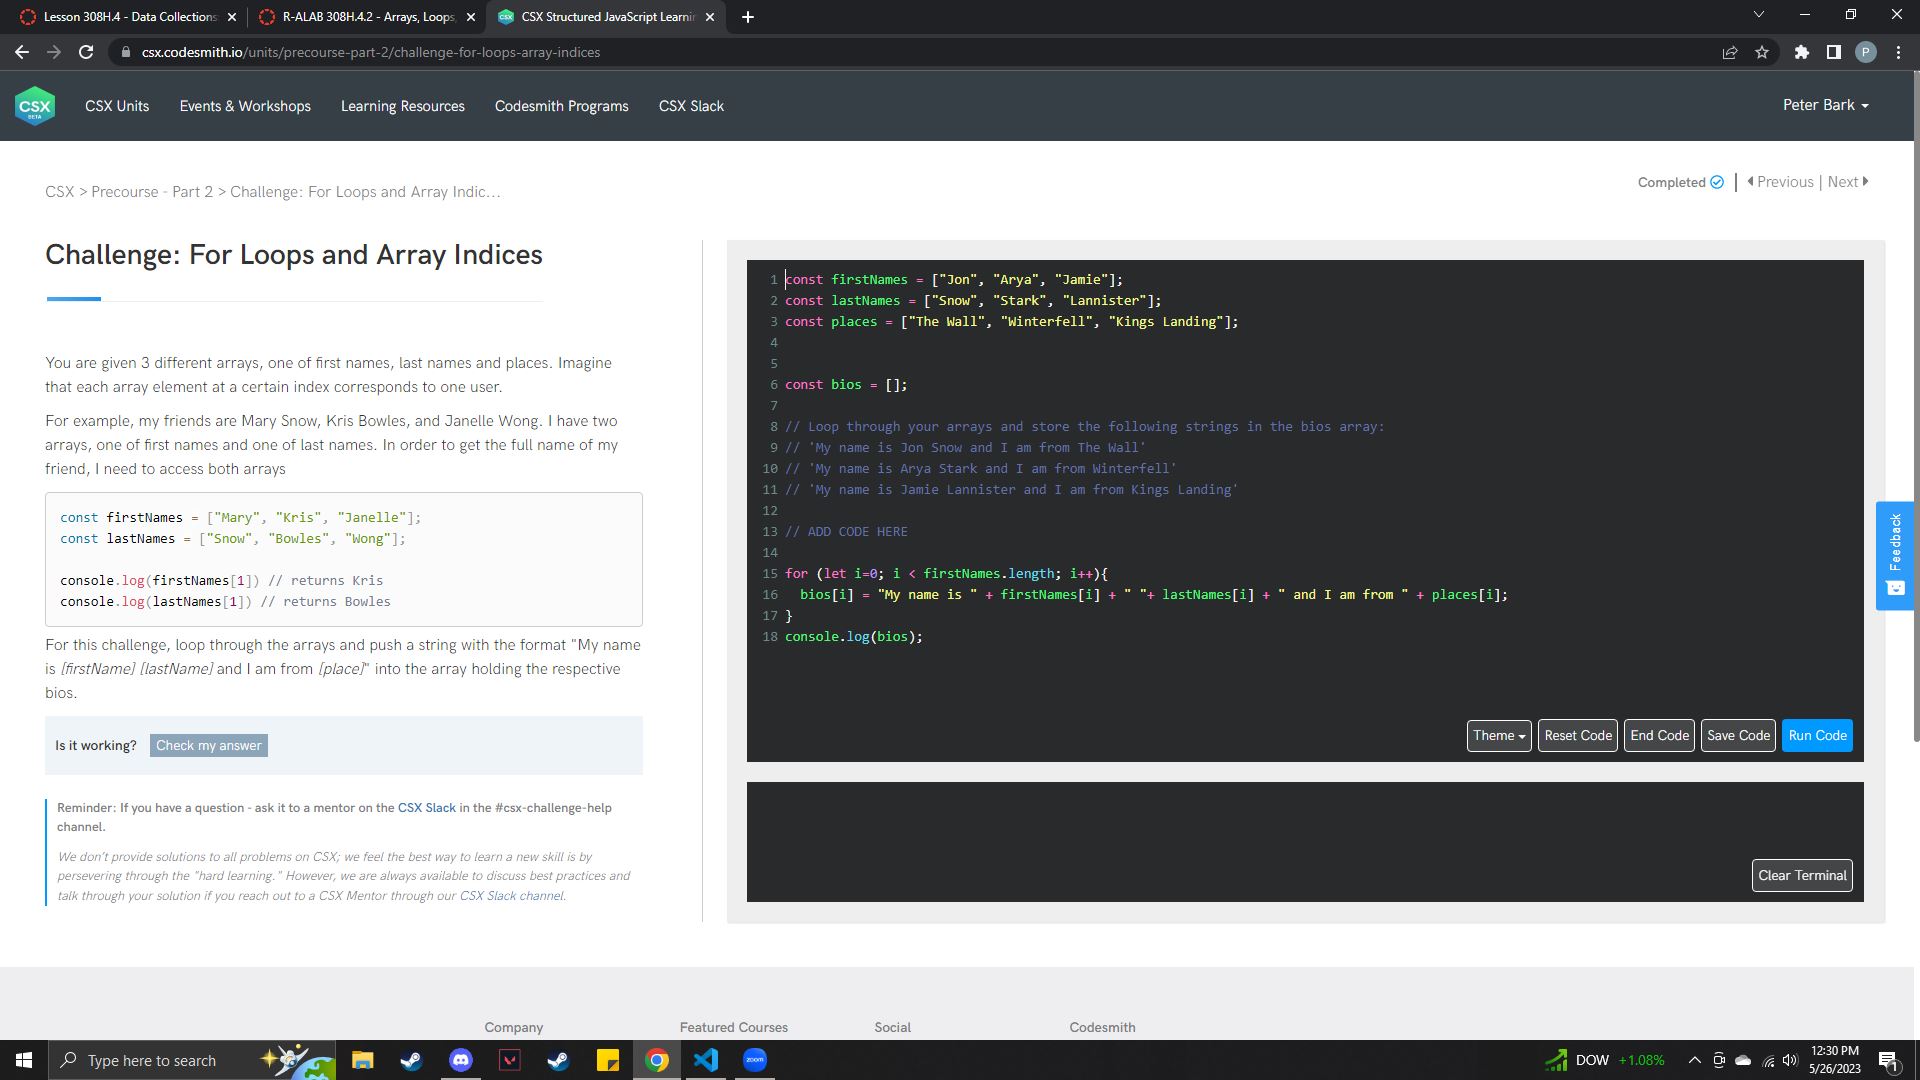 Lesson 308H.4 - Data Collections
R-ALAB 308H.4.2 - Arrays, Loops,
CSX Structured JavaScript Learnin
csx.codesmith.io/units/precourse-part-2/challenge-for-loops-array-indices
P
CSX
BETA
CSX Units
Events & Workshops
Learning Resources
Codesmith Programs
CSX Slack
Peter Bark
CSX > Precourse - Part 2 > Challenge: For Loops and Array Indic...
Completed
Previous | Next
Challenge: For Loops and Array Indices
You are given 3 different arrays, one of first names, last names and places. Imagine
that each array element at a certain index corresponds to one user.
For example, my friends are Mary Snow, Kris Bowles, and Janelle Wong. I have two
arrays, one of first names and one of last names. In order to get the full name of my
friend, I need to access both arrays
const firstNames = ["Mary", "Kris", "Janelle"];
const lastNames = ["Snow", "Bowles", "Wong"];
console.log(firstNames[1]) // returns Kris
console.log(lastNames[1]) // returns Bowles
For this challenge, loop through the arrays and push a string with the format "My name
is [firstName] [lastName] and I am from [place]" into the array holding the respective
bios.
Is it working?
Check my answer
Reminder: If you have a question - ask it to a mentor on the CSX Slack in the #csx-challenge-help
channel.
We don't provide solutions to all problems on CSX; we feel the best way to learn a new skill is by
persevering through the "hard learning." However, we are always available to discuss best practices and
talk through your solution if you reach out to a CSX Mentor through our CSX Slack channel.
1 const firstNames = ["Jon", "Arya", "Jamie"];
2 const lastNames = ["Snow", "Stark", "Lannister"];
3 const places = ["The Wall", "Winterfell", "Kings Landing"];
4
5
6 const bios = [];
7
8 // Loop through your arrays and store the following strings in the bios array:
9 // 'My name is Jon Snow and I am from The Wall'
10 // 'My name is Arya Stark and I am from Winterfell'
11 // 'My name is Jamie Lannister and I am from Kings Landing'
12
13 // ADD CODE HERE
14
15 for (let i=0; i < firstNames.length; i++){
16 bios[i] = "My name is " + firstNames[i] + " "+ lastNames[i] + " and I am from " + places[i];
17 }
18 console.log(bios);
Theme
Reset Code
End Code
Save Code
Run Code
Clear Terminal
Feedback
Company
Featured Courses
Social
Codesmith
Type here to search
zoom
DOW +1.08%
12:30 PM
5/26/2023
1